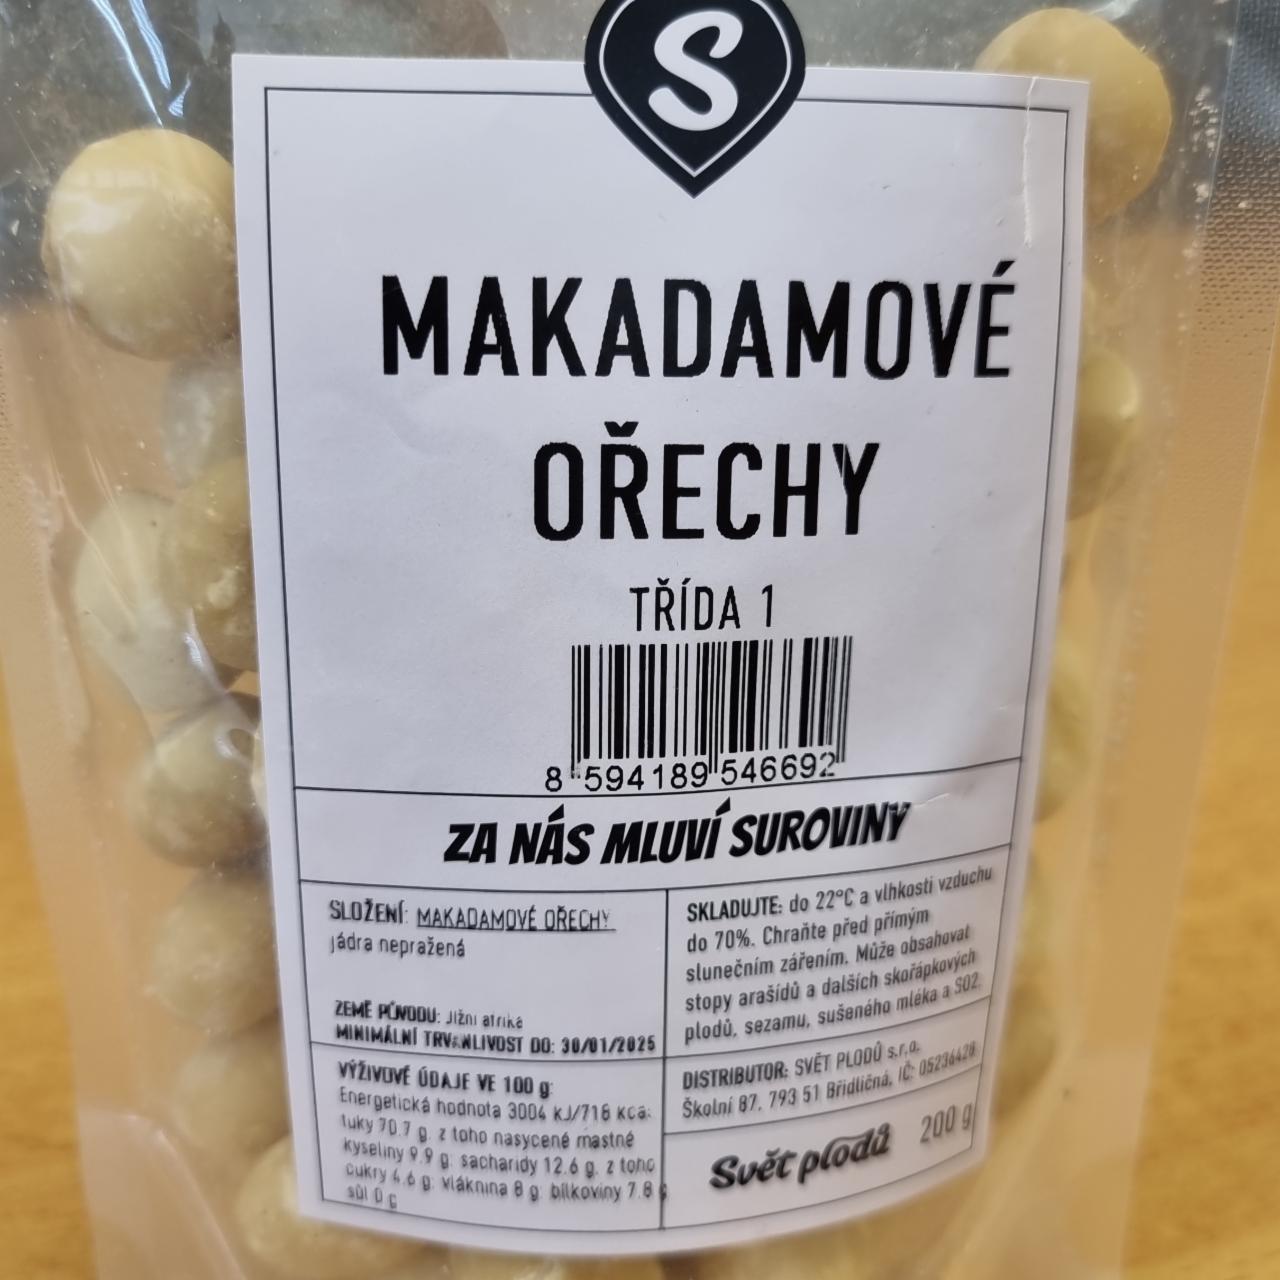 S
MAKADAMOVÉ
OŘECHY
TŘÍDA 1
8 594189 546692
ZA NÁS MLUVÍ SUROVINY
SLOŽENÍ: MAKADAMOVÉ OŘECHY
jádra nepražená
ZEMĚ PŮVODU: Jižní afrika
MINIMÁLNÍ TRVANLIVOST DO: 30/01/2025
VÝŽIVOVÉ ÚDAJE VE 100 g:
Energetická hodnota 3004 kJ/716 kcal
tuky 70.7 g, z toho nasycené mastné
kyseliny 9.9 g; sacharidy 12.6 g, z toho
cukry 4.6 g; vláknina 8 g; bílkoviny 7.8 g
sůl 0 g
SKLADUJTE: do 22°C a vlhkosti vzduchu
do 70%. Chraňte před přímým
slunečním zářením. Může obsahovat
stopy arašídů a dalších skořápkových
plodů, sezamu, sušeného mléka a SO2.
DISTRIBUTOR: SVĚT PLODŮ s.r.o.
Školní 87, 793 51 Břidličná, IČ: 05236428
Svět plodů 200 g